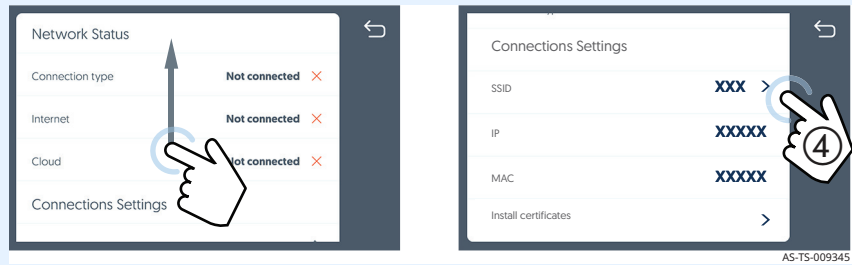 Network Status
Connection type Not connected
Internet Not connected
Cloud Not connected
Connections Settings
Connections Settings
SSID XXX >
IP XXXXX
MAC XXXXX
Install certificates >
4
AS-TS-009345